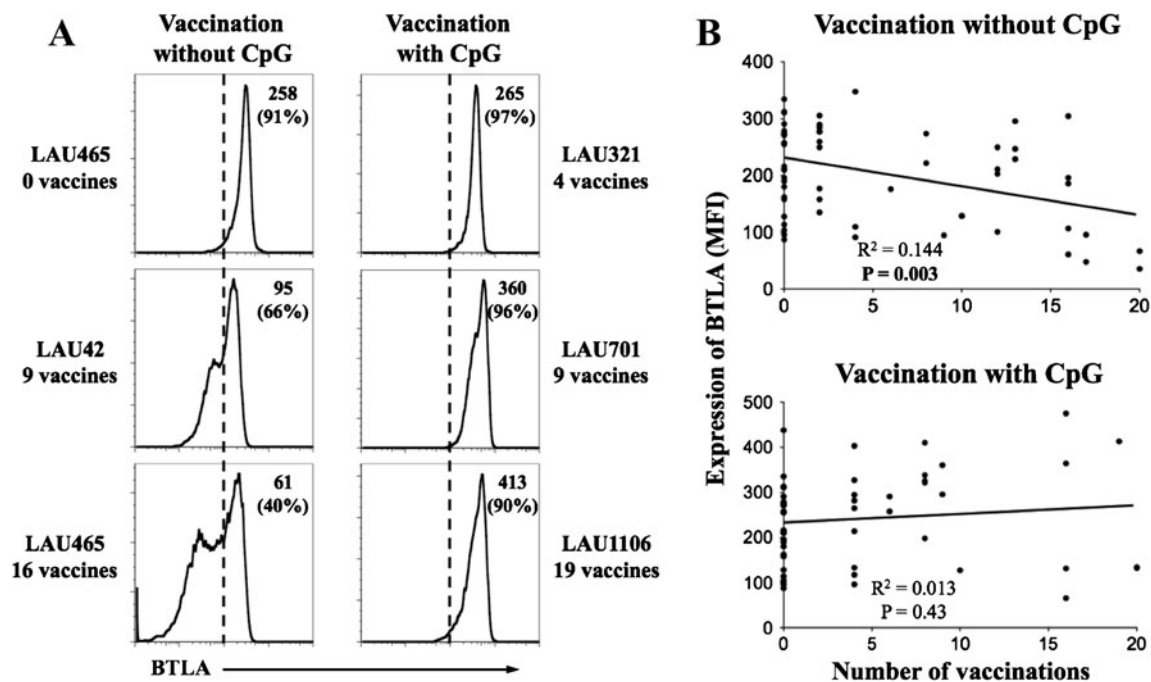 A
Vaccination
without CpG
Vaccination
with CpG
LAU465
0 vaccines
258
(91%)
265
(97%)
LAU321
4 vaccines
LAU42
9 vaccines
95
(66%)
360
(96%)
LAU701
9 vaccines
LAU465
16 vaccines
61
(40%)
413
(90%)
LAU1106
19 vaccines
BTLA
B
Vaccination without CpG
Expression of BTLA (MFI)
400
300
200
100
0
R² = 0.144
P = 0.003
0 5 10 15 20
Vaccination with CpG
500
400
300
200
100
0
R² = 0.013
P = 0.43
0 5 10 15 20
Number of vaccinations